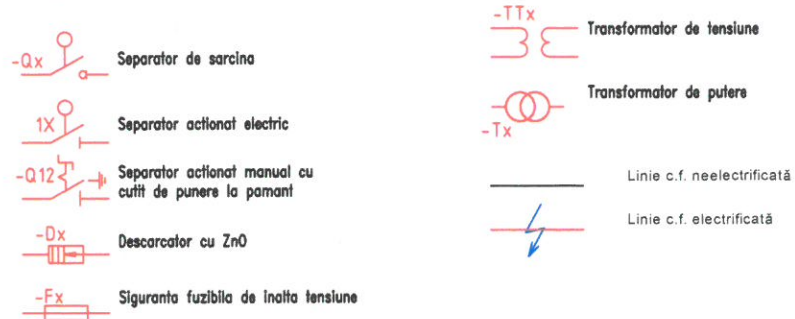 -Qx Separator de sarcina
1X Separator actionat electric
-Q12 Separator actionat manual cu
cutit de punere la pamant
-Dx Descarcator cu ZnO
-Fx Siguranta fuzibila de inalta tensiune
-TTx Transformator de tensiune
-Tx Transformator de putere
Linie c.f. neelectrificată
Linie c.f. electrificată